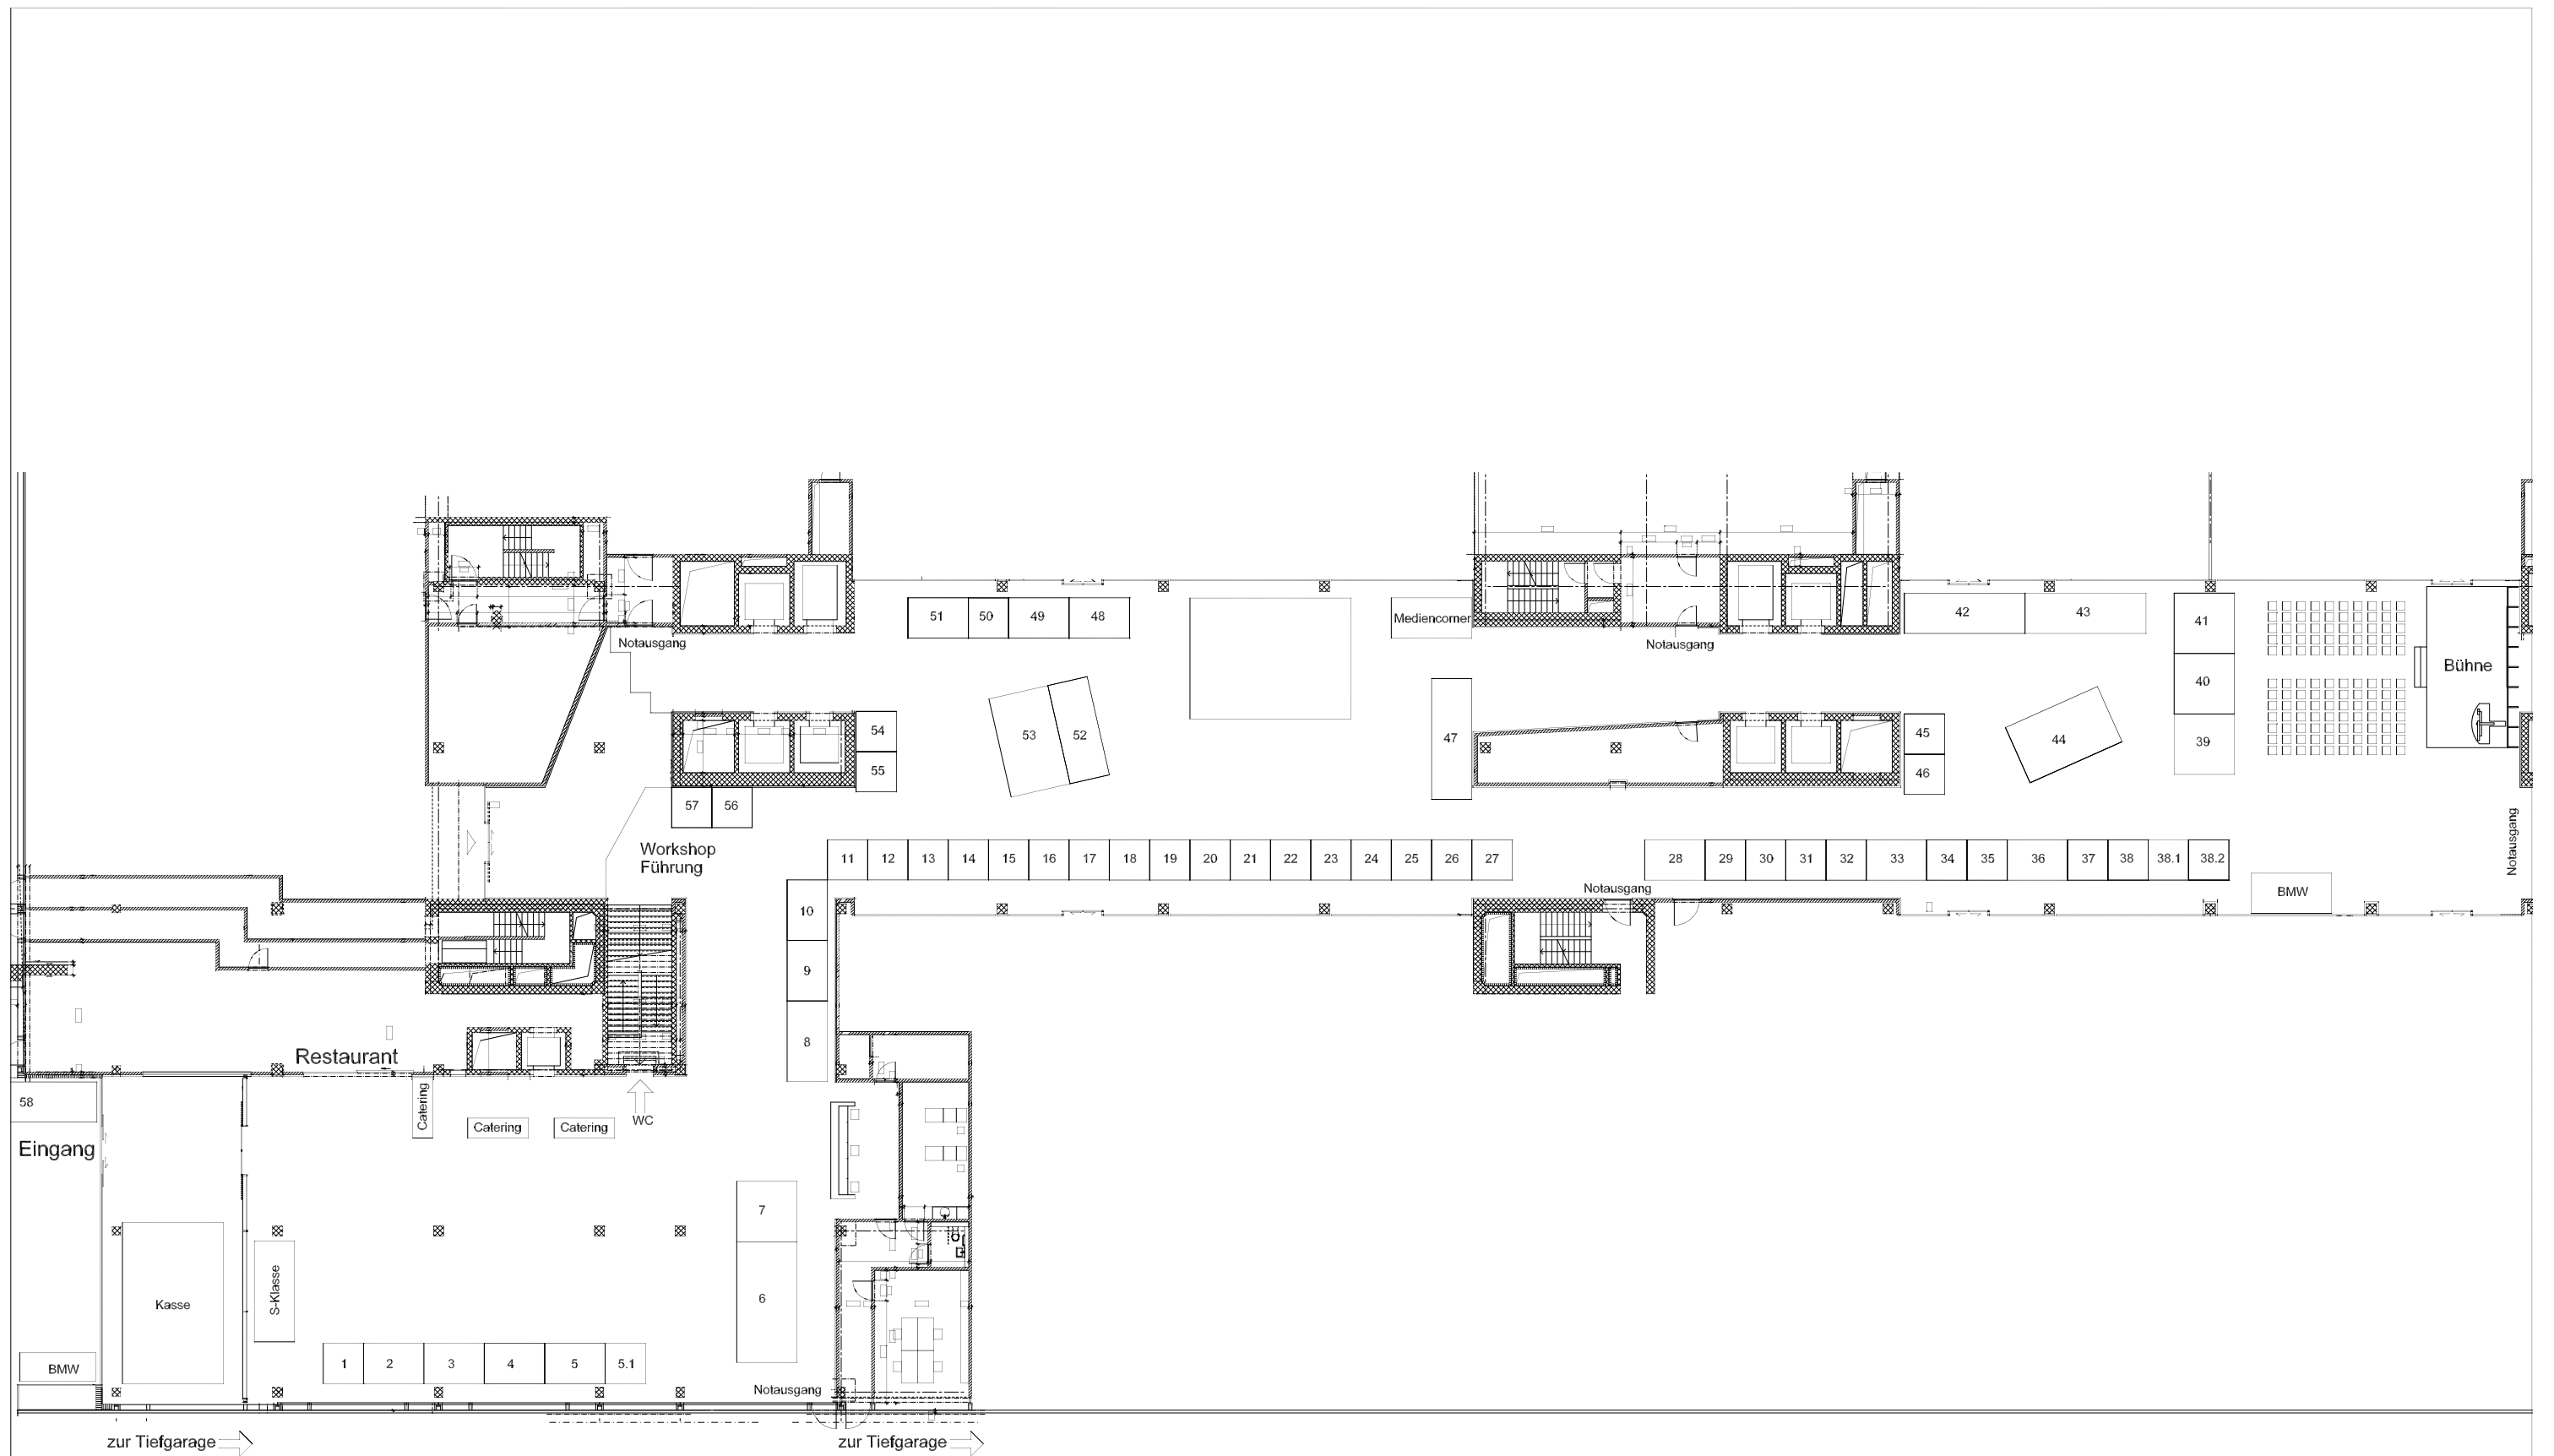 51
50
49
48
Mediencorner
42
43
41
Notausgang
Notausgang
Bühne
40
54
53
52
47
45
44
39
55
46
57
56
Notausgang
Workshop
Führung
11
12
13
14
15
16
17
18
19
20
21
22
23
24
25
26
27
28
29
30
31
32
33
34
35
36
37
38
38.1
38.2
Notausgang
BMW
10
9
8
Restaurant
58
Catering
Catering
Catering
WC
Eingang
7
S-Klasse
Kasse
6
BMW
1
2
3
4
5
5.1
Notausgang
zur Tiefgarage
zur Tiefgarage